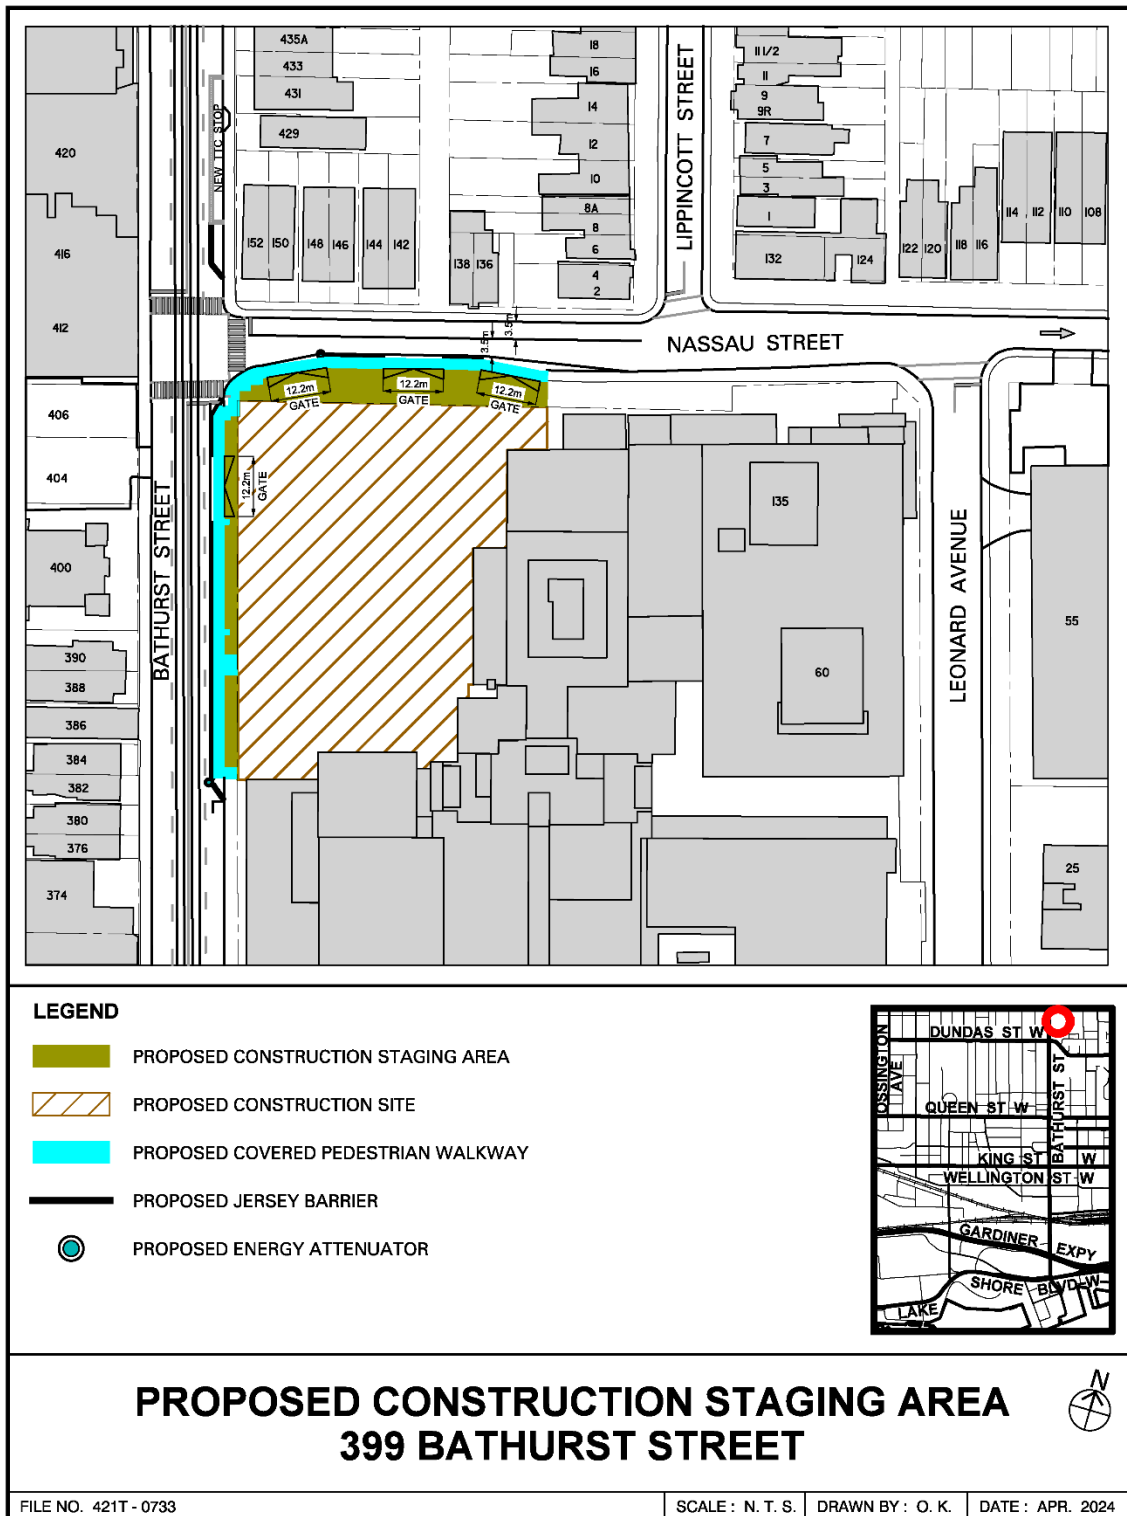 435A
433
431
429
NEW TTC STOP
152 150 148 146 144 142
138 136
18
16
14
12
10
8A
8
6
4
2
LIPPINCOTT STREET
11 1/2
11
9
9R
7
5
3
1
132
124
122 120
118 116
114 112
110 108
420
416
412
406
404
400
390
388
386
384
382
380
376
374
3.5m
3.5m
NASSAU STREET
12.2m
GATE
12.2m
GATE
12.2m
GATE
12.2m
GATE
BATHURST STREET
135
60
LEONARD AVENUE
55
25
LEGEND
PROPOSED CONSTRUCTION STAGING AREA
PROPOSED CONSTRUCTION SITE
PROPOSED COVERED PEDESTRIAN WALKWAY
PROPOSED JERSEY BARRIER
PROPOSED ENERGY ATTENUATOR
OSSINGTON
AVE
DUNDAS ST W
BATHURST ST
QUEEN ST W
KING ST W
WELLINGTON ST W
GARDINER EXPY
LAKE SHORE BLVD W
PROPOSED CONSTRUCTION STAGING AREA
399 BATHURST STREET
N
FILE NO. 421T - 0733
SCALE : N. T. S.
DRAWN BY : O. K.
DATE : APR. 2024